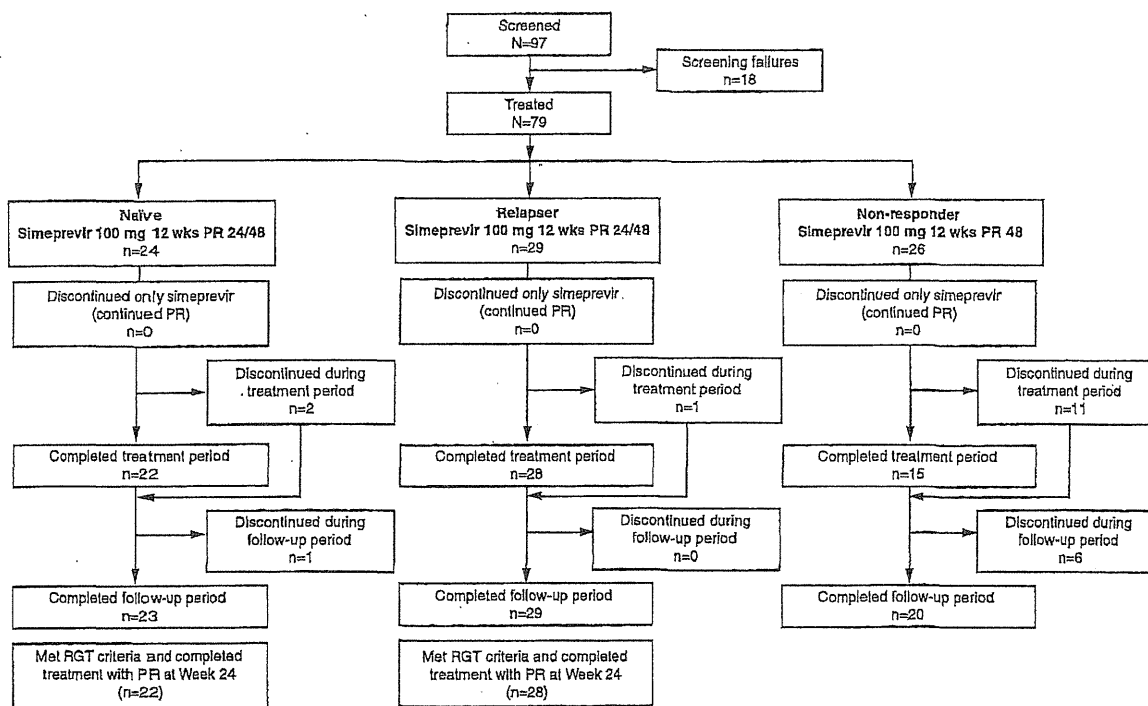 Screened
N=97
Screening failures
n=18
Treated
N=79
Naïve
Simeprevir 100 mg 12 wks PR 24/48
n=24
Relapser
Simeprevir 100 mg 12 wks PR 24/48
n=29
Non-responder
Simeprevir 100 mg 12 wks PR 48
n=26
Discontinued only simeprevir
(continued PR)
n=0
Discontinued only simeprevir
(continued PR)
n=0
Discontinued only simeprevir
(continued PR)
n=0
Discontinued during
treatment period
n=2
Discontinued during
treatment period
n=1
Discontinued during
treatment period
n=11
Completed treatment period
n=22
Completed treatment period
n=28
Completed treatment period
n=15
Discontinued during
follow-up period
n=1
Discontinued during
follow-up period
n=0
Discontinued during
follow-up period
n=6
Completed follow-up period
n=23
Completed follow-up period
n=29
Completed follow-up period
n=20
Met RGT criteria and completed
treatment with PR at Week 24
(n=22)
Met RGT criteria and completed
treatment with PR at Week 24
(n=28)